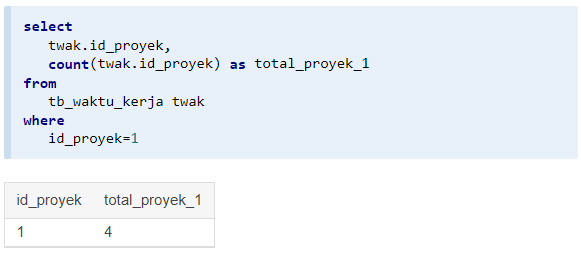 select
twak.id_proyek,
count(twak.id_proyek) as total_proyek_1
from
tb_waktu_kerja twak
where
id_proyek=1
id_proyek total_proyek_1
1 4